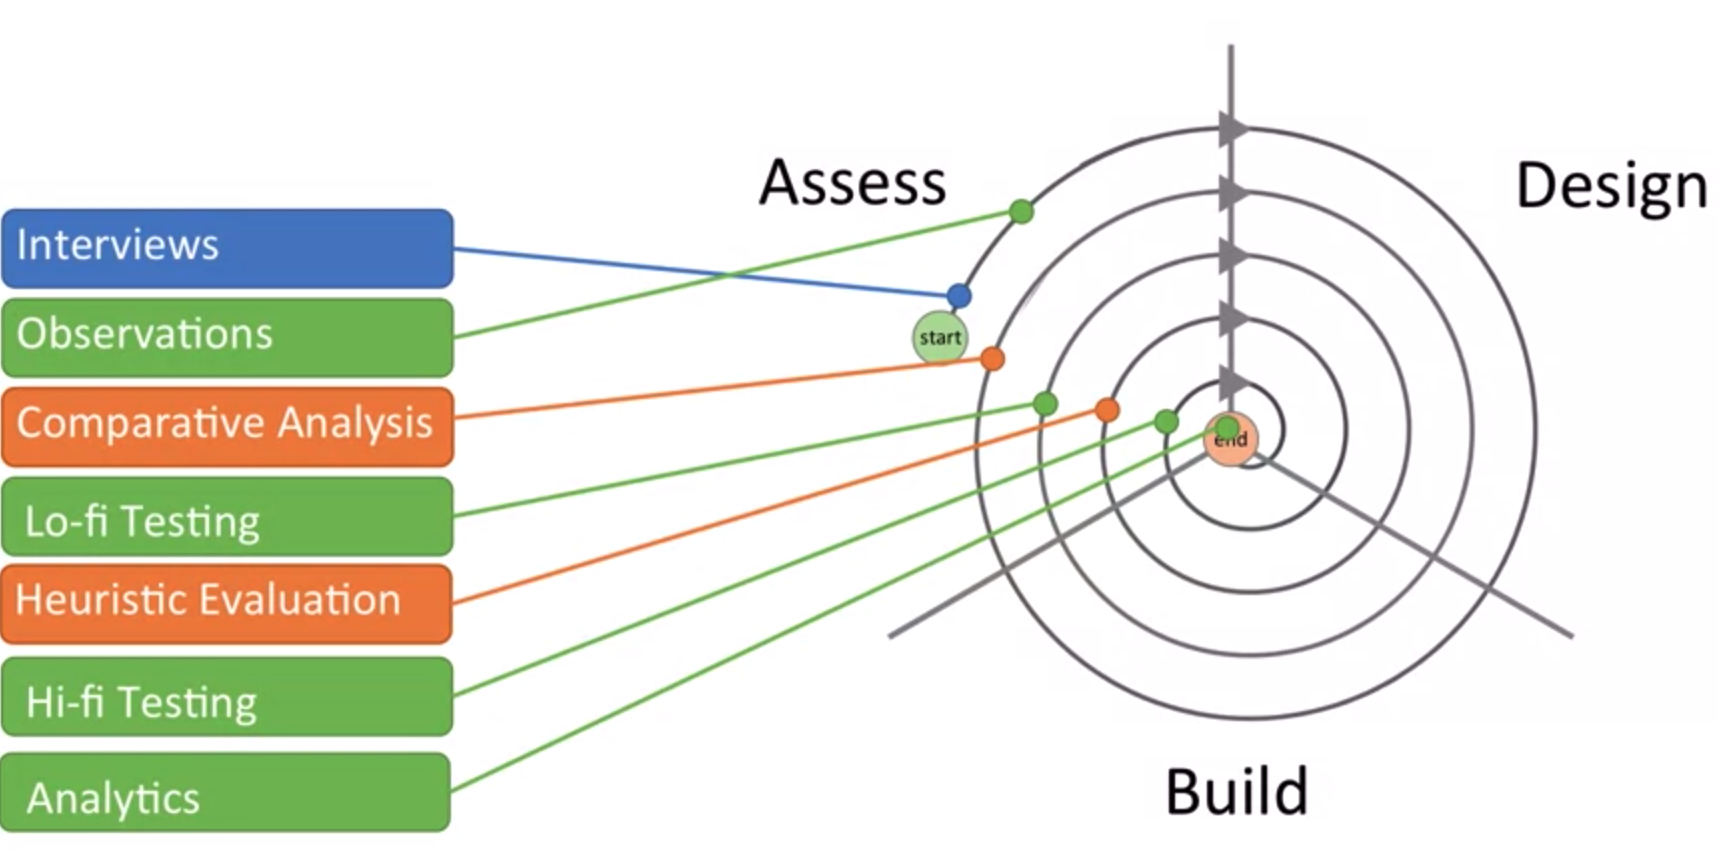 Assess
Design
Interviews
Observations
start
Comparative Analysis
end
Lo-fi Testing
Heuristic Evaluation
Hi-fi Testing
Analytics
Build